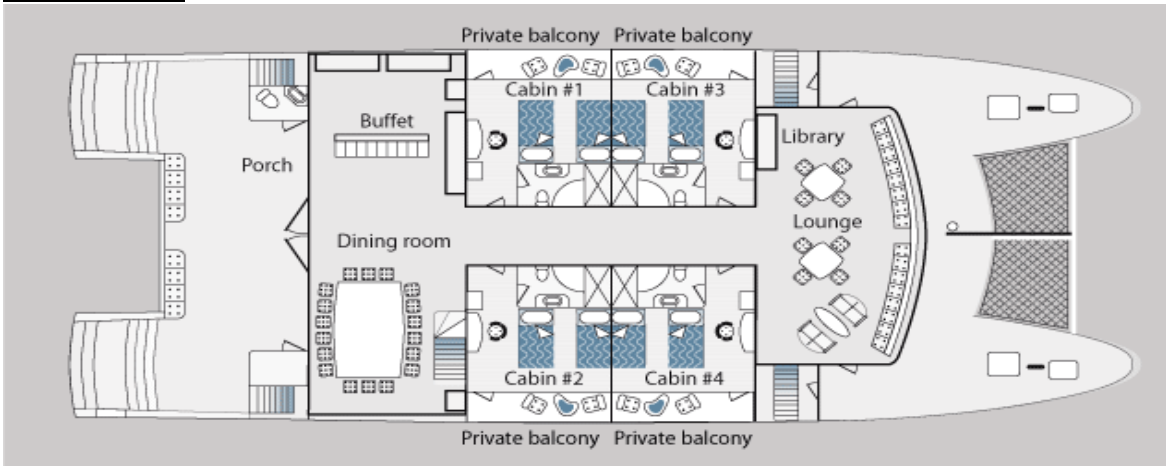 Private balcony Private balcony
Cabin #1 Cabin #3
Buffet
Library
Porch
Lounge
Dining room
Cabin #2 Cabin #4
Private balcony Private balcony